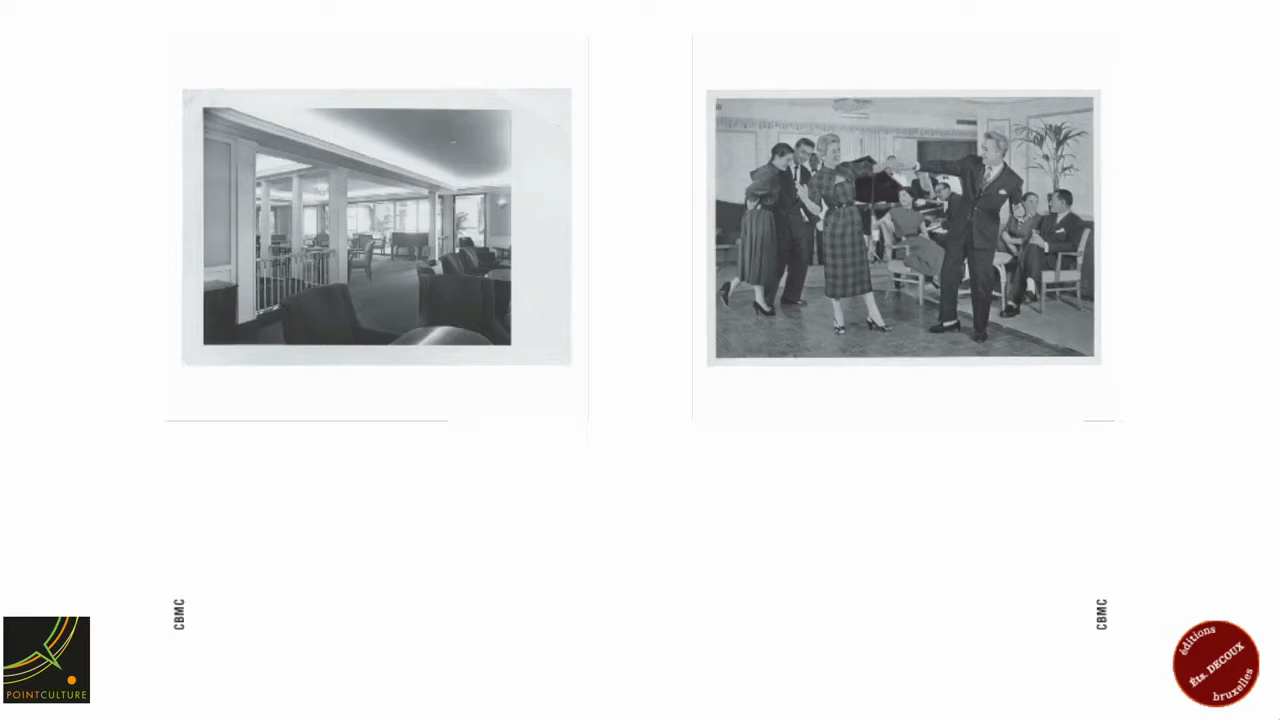 CBMC
CBMC
POINTCULTURE
éditions
Éts. DECOUX
bruxelles